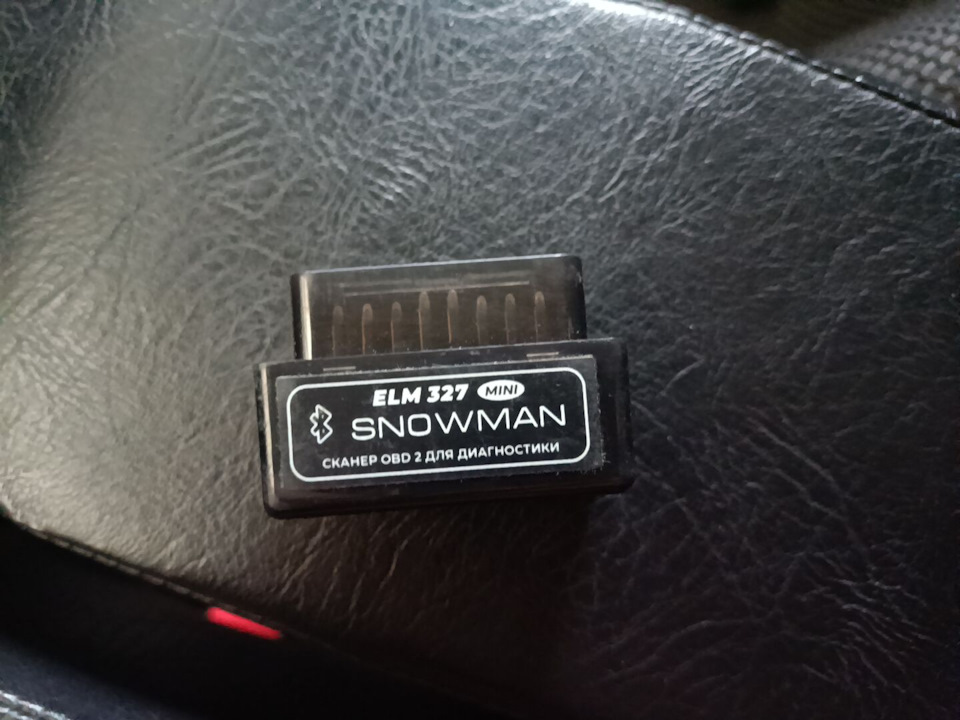 ELM 327 MINI
SNOWMAN
СКАНЕР OBD 2 ДЛЯ ДИАГНОСТИКИ